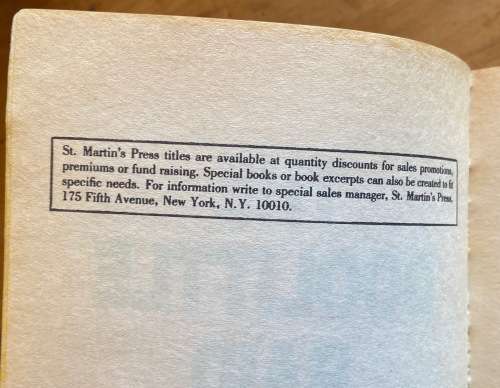 St. Martin's Press titles are available at quantity discounts for sales promotions,
premiums or fund raising. Special books or book excerpts can also be created to fit
specific needs. For information write to special sales manager, St. Martin's Press,
175 Fifth Avenue, New York, N.Y. 10010.